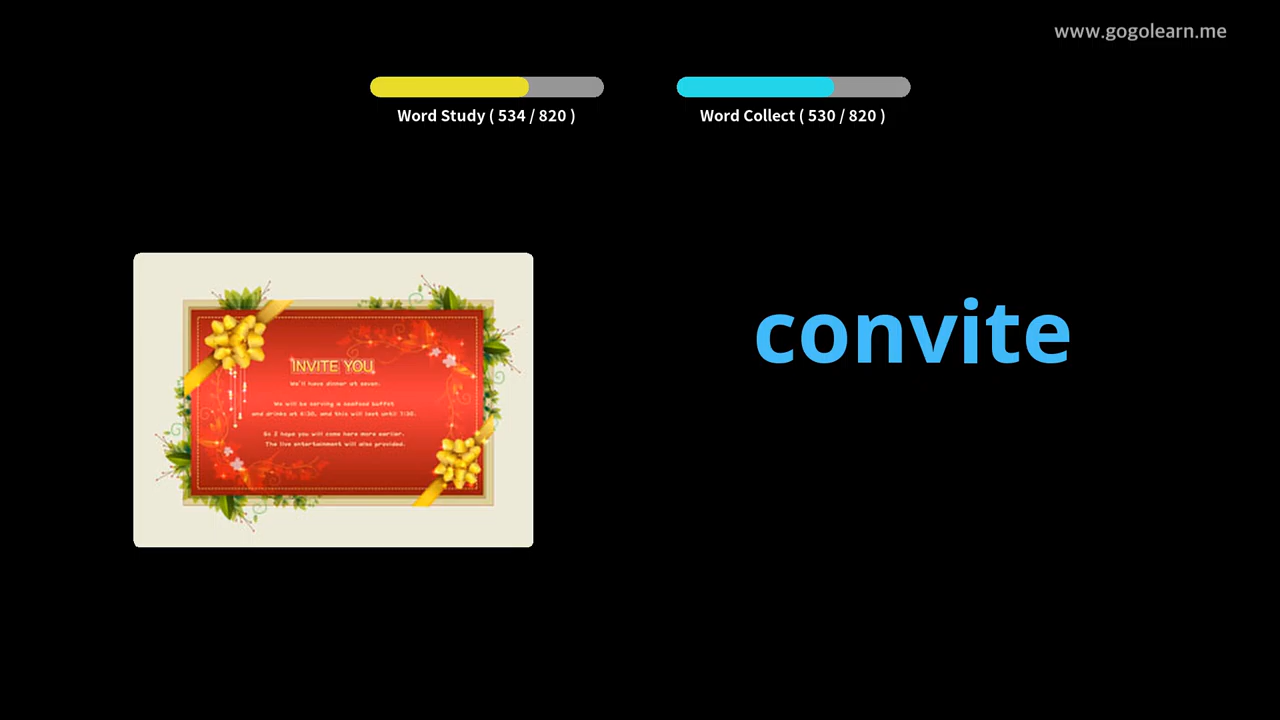 www.gogolearn.me
Word Study ( 534 / 820 )
Word Collect ( 530 / 820 )
convite
INVITE YOU
We'll have dinner at seven.
We will be serving a seafood buffet
and drinks at 6:30, and this will last until 7:30.
So I hope you will come here more earlier.
The live entertainment will also provided.